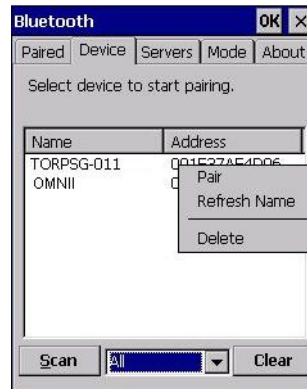 Bluetooth OK ×
Paired Device Servers Mode About
Select device to start pairing.
Name Address
TORPSG-011 001F37AF4D06
OMNII
Pair
Refresh Name
Delete
Scan All Clear